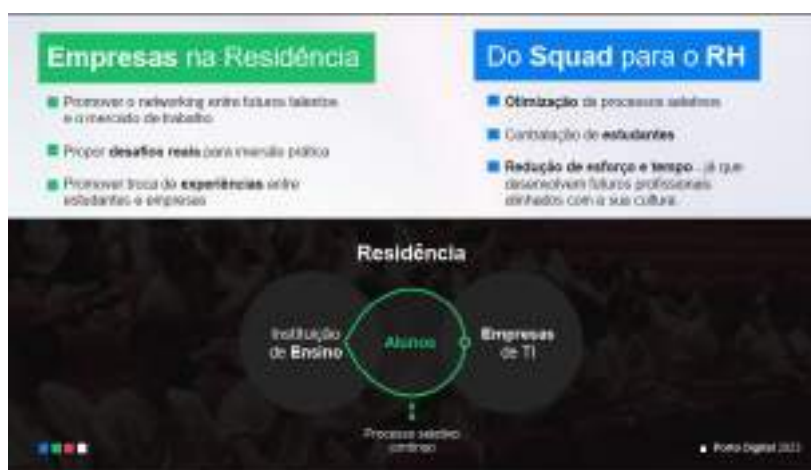 Empresas na Residência
Promover o networking entre futuros talentos
e o mercado de trabalho
Propor desafios reais para imersão prática
Promover troca de experiências entre
estudantes e empresas
Do Squad para o RH
Otimização de processos seletivos
Contratação de estudantes
Redução de esforço e tempo, já que
desenvolvem futuros profissionais
alinhados com a sua cultura.
Residência
Instituição
de Ensino
Alunos
Empresas
de TI
Processo seletivo
contínuo
Porto Digital